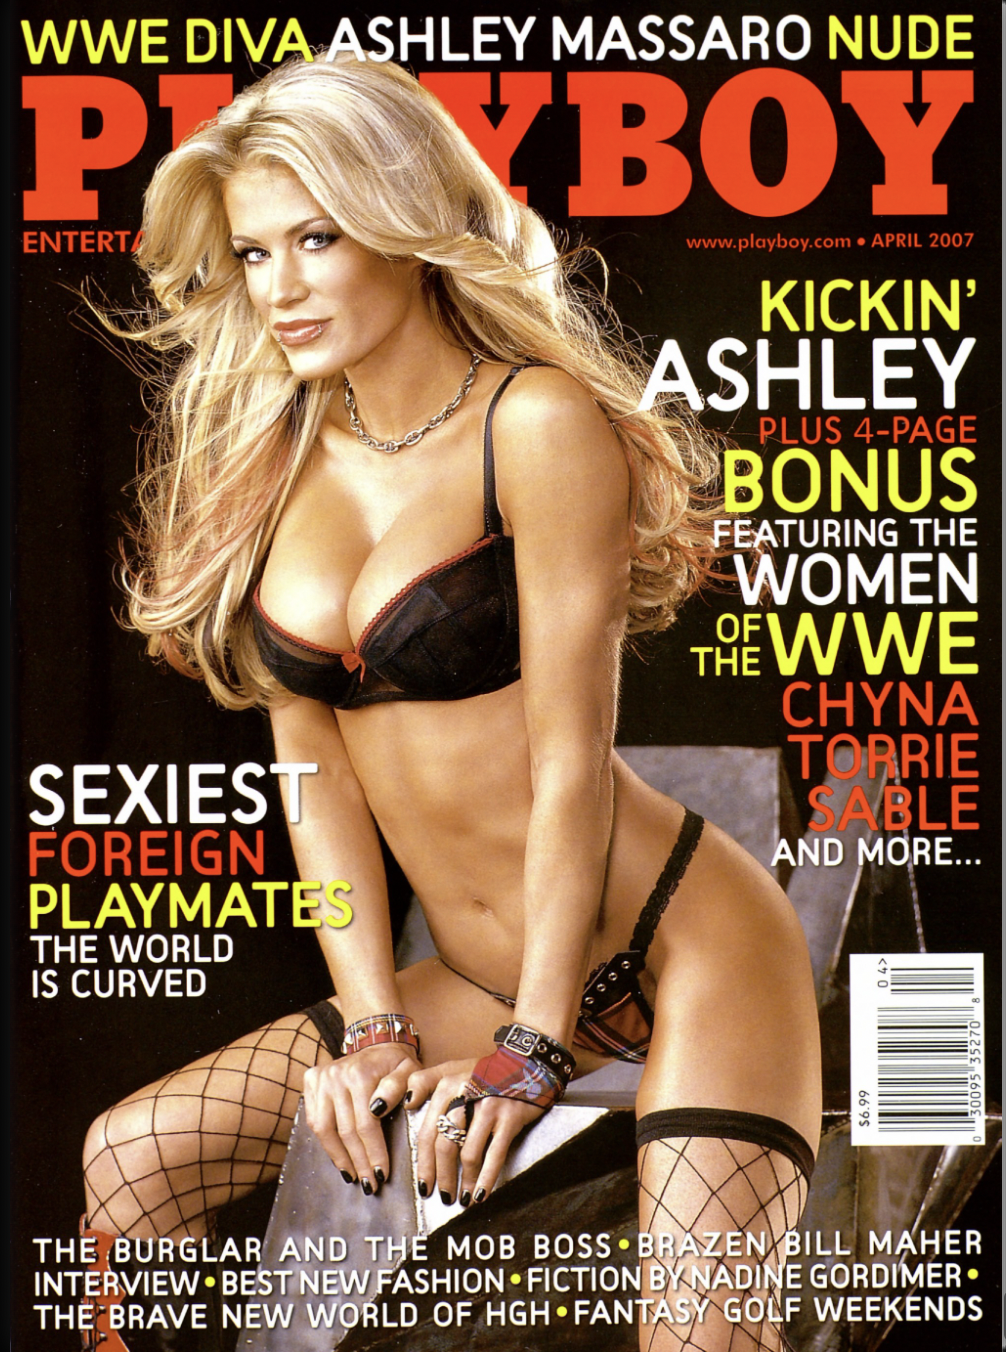 WWE DIVA ASHLEY MASSARO NUDE
PLAYBOY
www.playboy.com • APRIL 2007
KICKIN'
ASHLEY
PLUS 4-PAGE
BONUS
FEATURING THE
WOMEN
OF THE WWE
CHYNA
TORRIE
SABLE
AND MORE...
SEXIEST
FOREIGN
PLAYMATES
THE WORLD
IS CURVED
04>
$6.99
0 30095 35270 8
THE BURGLAR AND THE MOB BOSS • BRAZEN BILL MAHER
INTERVIEW • BEST NEW FASHION • FICTION BY NADINE GORDIMER •
THE BRAVE NEW WORLD OF HGH • FANTASY GOLF WEEKENDS